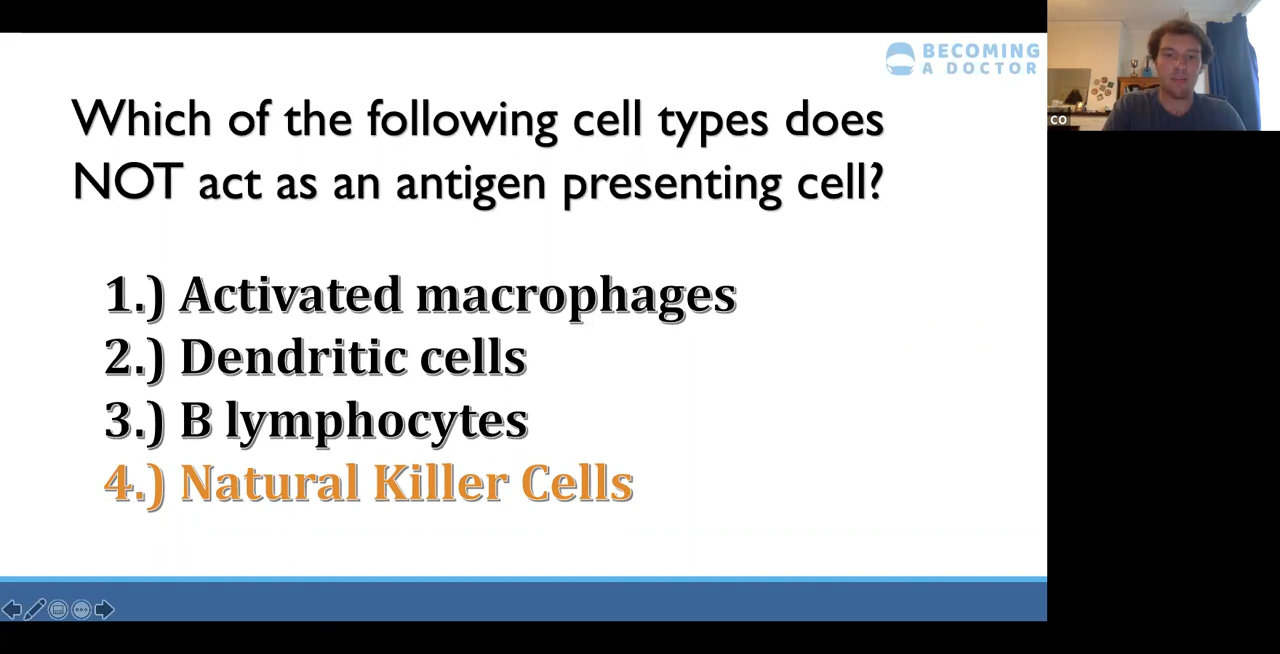 BECOMING
A DOCTOR
CO
Which of the following cell types does
NOT act as an antigen presenting cell?
1.) Activated macrophages
2.) Dendritic cells
3.) B lymphocytes
4.) Natural Killer Cells